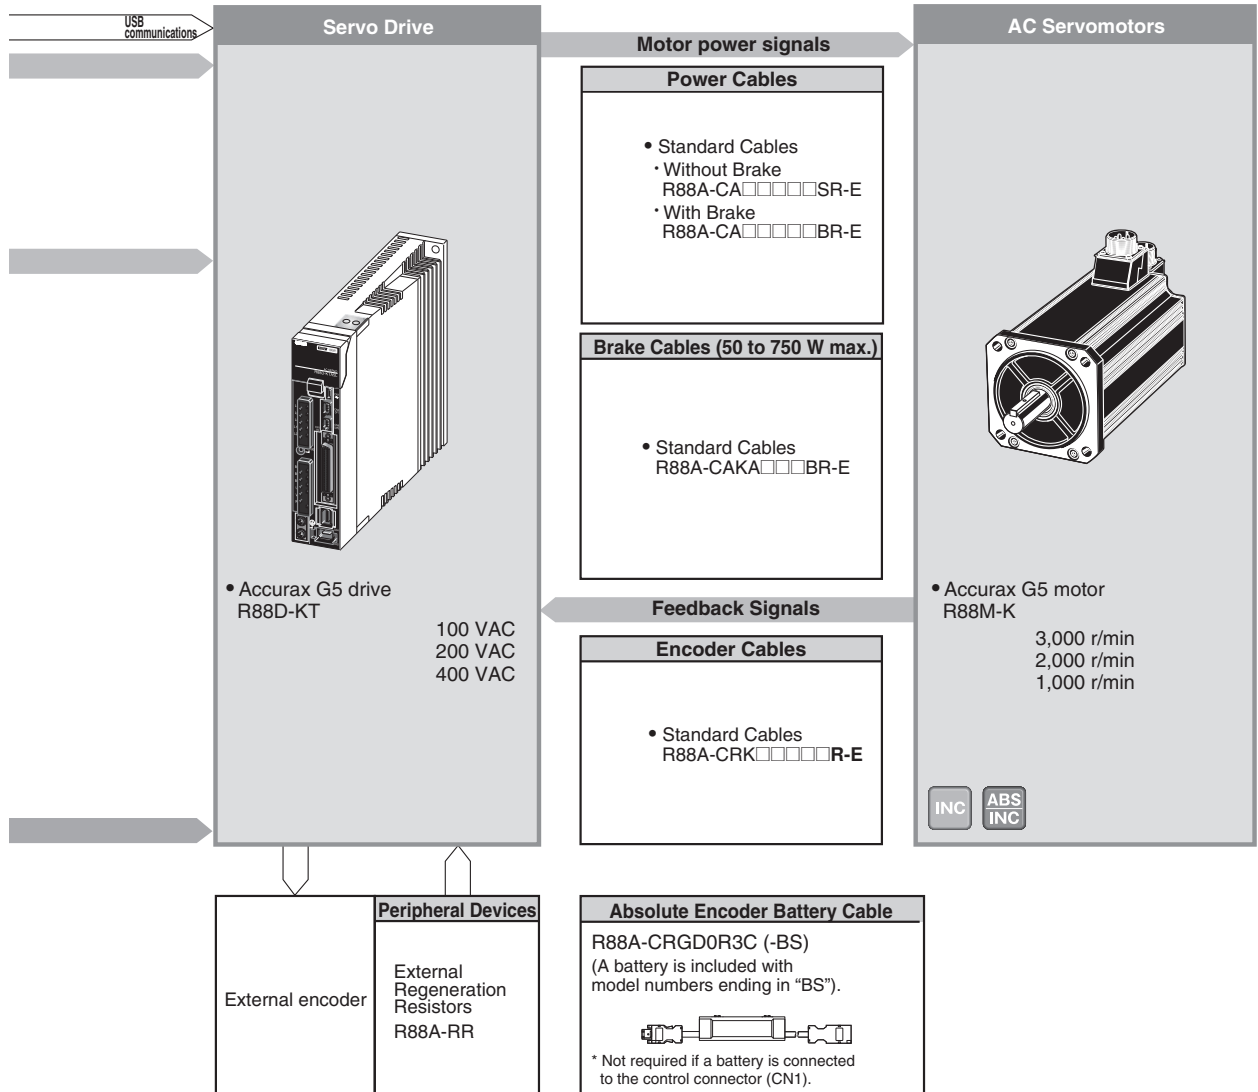 USB
communications
Servo Drive
• Accurax G5 drive
R88D-KT
100 VAC
200 VAC
400 VAC
Motor power signals
Power Cables
• Standard Cables
・Without Brake
R88A-CA□□□□□SR-E
・With Brake
R88A-CA□□□□□BR-E
Brake Cables (50 to 750 W max.)
• Standard Cables
R88A-CAKA□□□BR-E
Feedback Signals
Encoder Cables
• Standard Cables
R88A-CRK□□□□□R-E
AC Servomotors
• Accurax G5 motor
R88M-K
3,000 r/min
2,000 r/min
1,000 r/min
INC
ABS
INC
External encoder
Peripheral Devices
External
Regeneration
Resistors
R88A-RR
Absolute Encoder Battery Cable
R88A-CRGD0R3C (-BS)
(A battery is included with
model numbers ending in “BS”).
* Not required if a battery is connected
to the control connector (CN1).